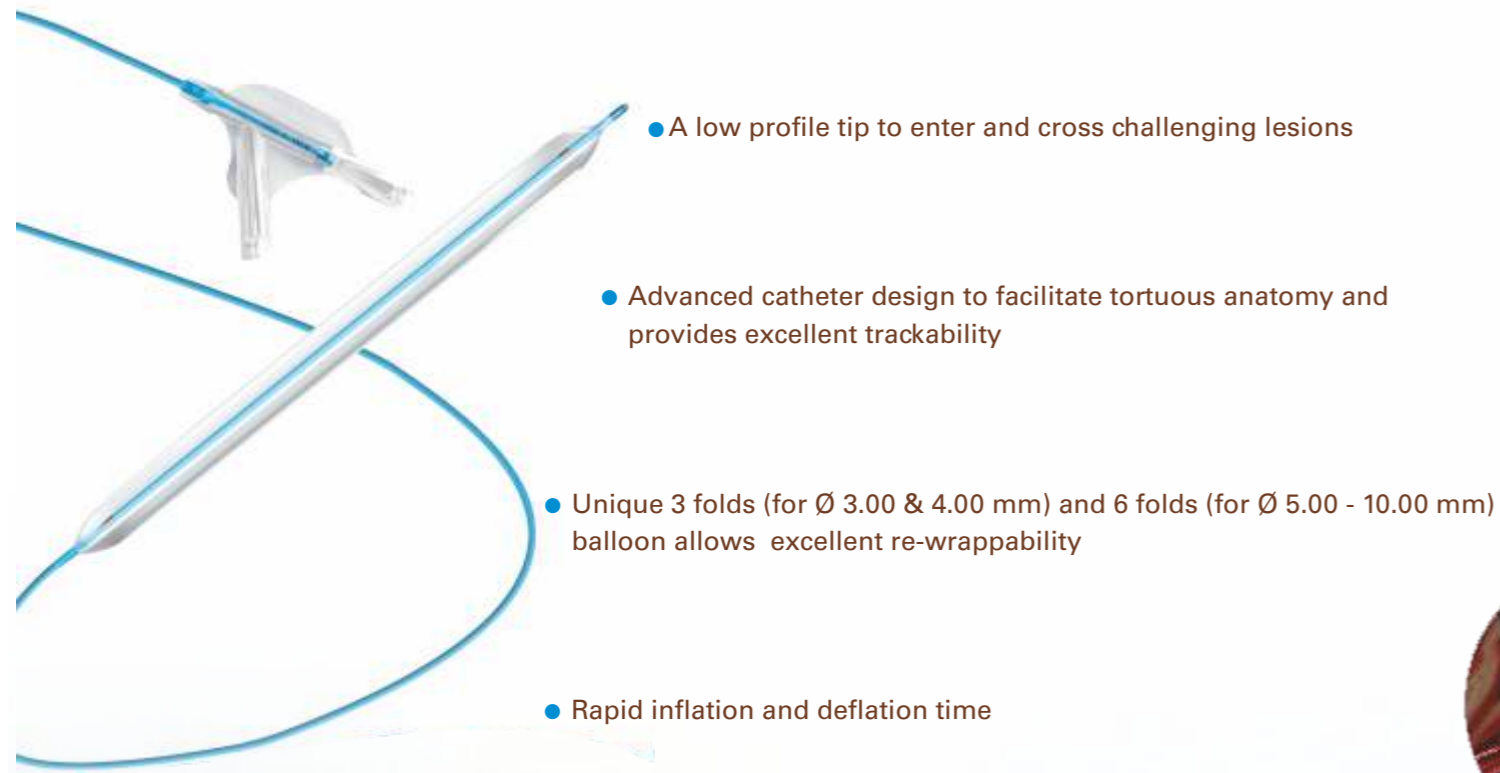 ● A low profile tip to enter and cross challenging lesions
● Advanced catheter design to facilitate tortuous anatomy and
provides excellent trackability
● Unique 3 folds (for Ø 3.00 & 4.00 mm) and 6 folds (for Ø 5.00 - 10.00 mm)
balloon allows excellent re-wrappability
● Rapid inflation and deflation time